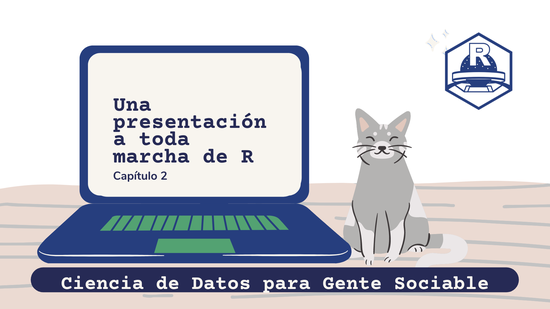 Una
presentación
a toda
marcha de R
Capítulo 2
R
Ciencia de Datos para Gente Sociable